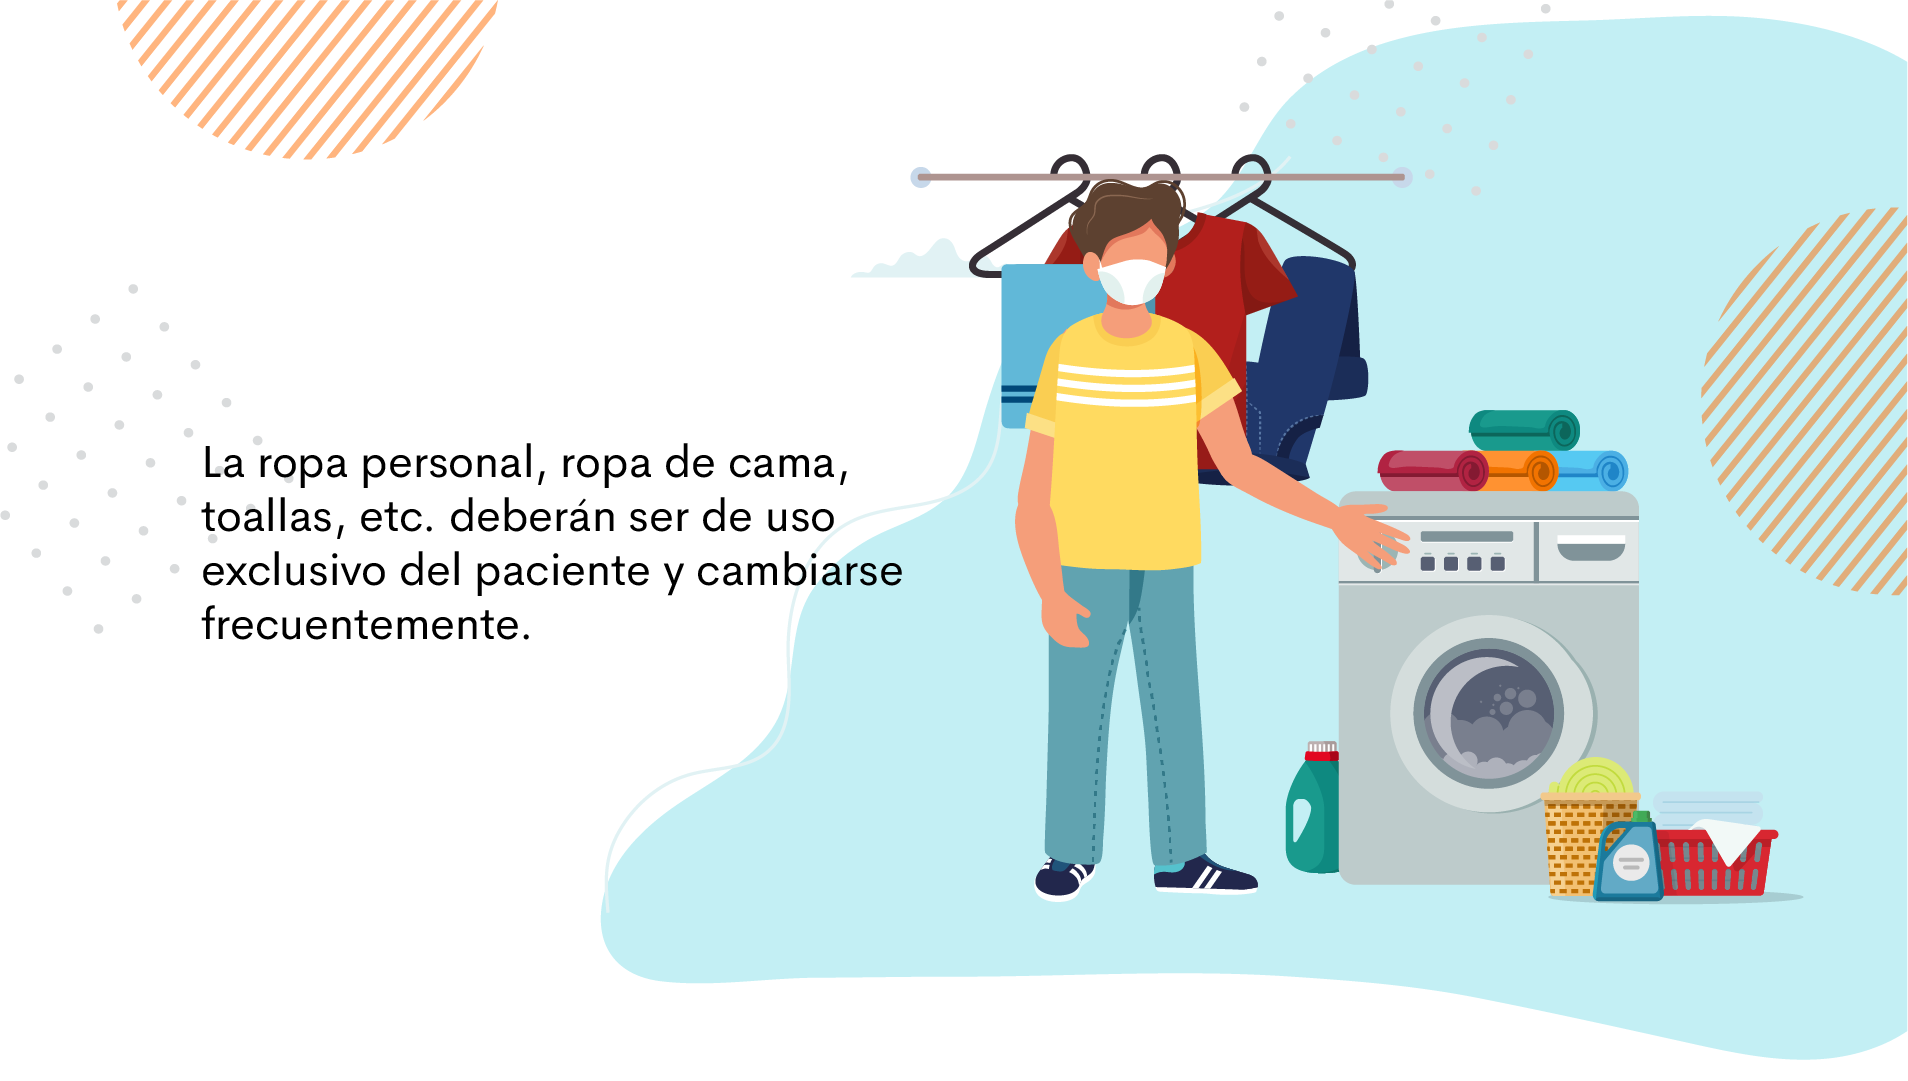 La ropa personal, ropa de cama,
toallas, etc. deberán ser de uso
exclusivo del paciente y cambiarse
frecuentemente.